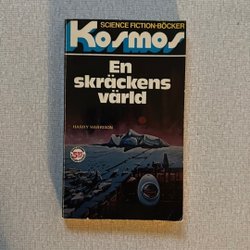 SCIENCE FICTION-BÖCKER
Kosmos
En
skräckens
värld
HARRY HARRISON